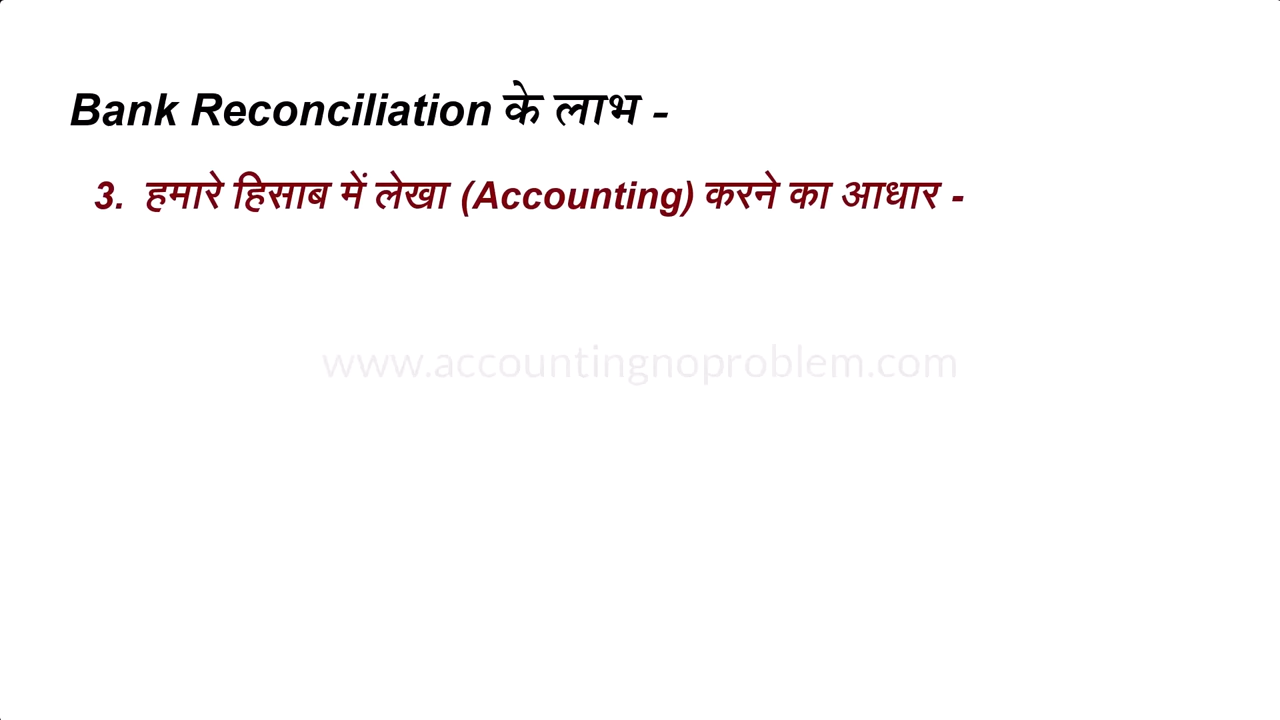 Bank Reconciliation के लाभ -
3. हमारे हिसाब में लेखा (Accounting) करने का आधार -
www.accountingnoproblem.com